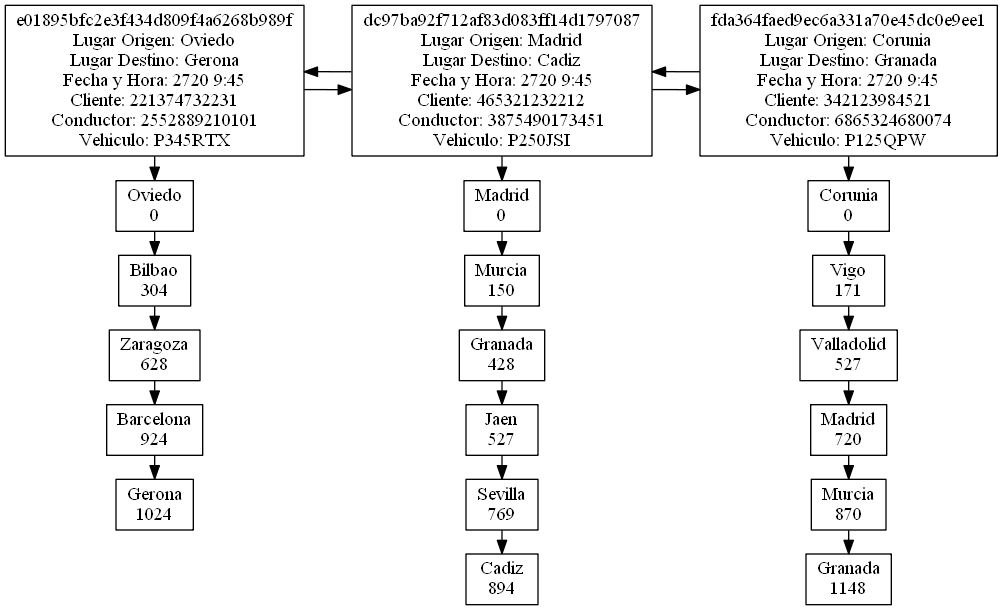 e01895bfc2e3f434d809f4a6268b989f
Lugar Origen: Oviedo
Lugar Destino: Gerona
Fecha y Hora: 2720 9:45
Cliente: 221374732231
Conductor: 2552889210101
Vehiculo: P345RTX
Oviedo
0
Bilbao
304
Zaragoza
628
Barcelona
924
Gerona
1024
dc97ba92f712af83d083ff14d1797087
Lugar Origen: Madrid
Lugar Destino: Cadiz
Fecha y Hora: 2720 9:45
Cliente: 465321232212
Conductor: 3875490173451
Vehiculo: P250JSI
Madrid
0
Murcia
150
Granada
428
Jaen
527
Sevilla
769
Cadiz
894
fda364faed9ec6a331a70e45dc0e9ee1
Lugar Origen: Corunia
Lugar Destino: Granada
Fecha y Hora: 2720 9:45
Cliente: 342123984521
Conductor: 6865324680074
Vehiculo: P125QPW
Corunia
0
Vigo
171
Valladolid
527
Madrid
720
Murcia
870
Granada
1148